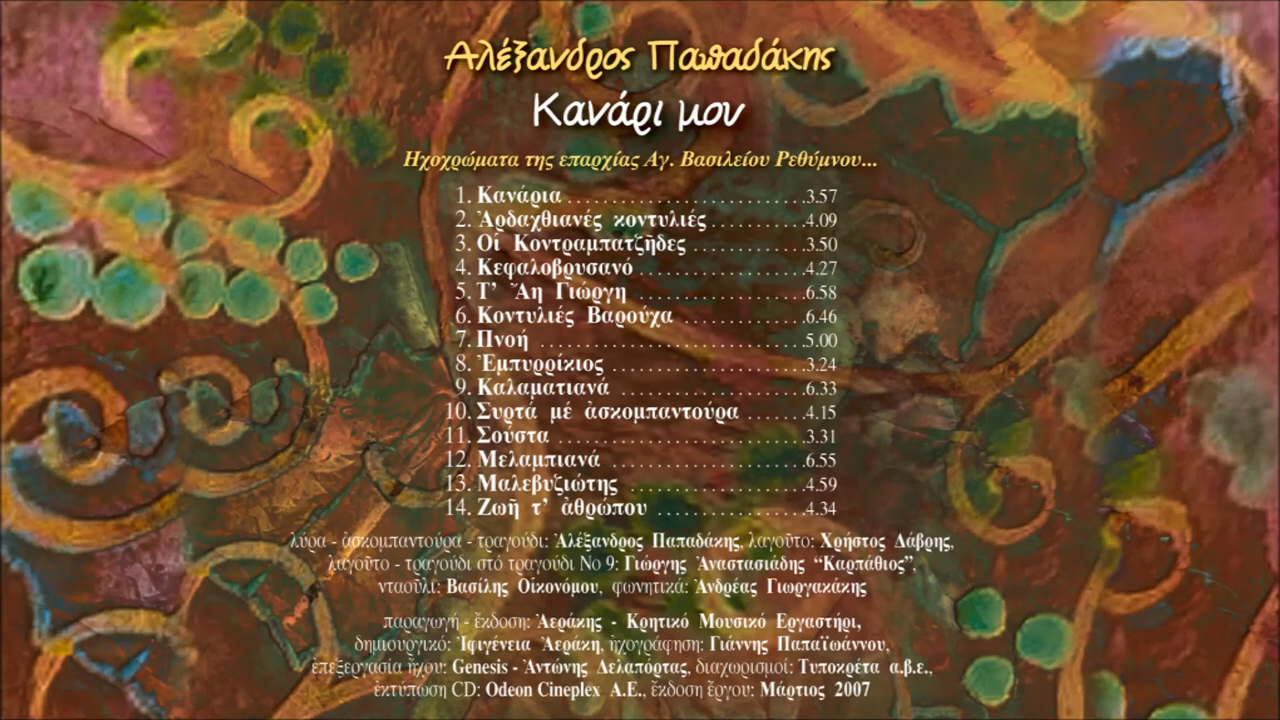 Αλέξανδρος Παπαδάκης
Κανάρι μου
Ηχοχρώματα της επαρχίας Αγ. Βασιλείου Ρεθύμνου...
1. Κανάρια ..........................3.57
2. Ἀρδαχθιανές κοντυλιές ...........4.09
3. Οἱ Κοντραμπατζῆδες .............3.50
4. Κεφαλοβρυσανό ..................4.27
5. Τ’ Ἅη Γιώργη ..................6.58
6. Κοντυλιές Βαρούχα .............6.46
7. Πνοή ............................5.00
8. Ἐμπυρρίκιος .....................3.24
9. Καλαματιανά ....................6.33
10. Συρτά μέ ἀσκομπαντούρα .......4.15
11. Σούστα ..........................3.31
12. Μελαμπιανά .....................6.55
13. Μαλεβυζιώτης ...................4.59
14. Ζωῆ τ’ ἀθρώπου ................4.34
λύρα - ἀσκομπαντούρα - τραγούδι: Ἀλέξανδρος Παπαδάκης, λαγοῦτο: Χρήστος Δάβρης,
λαγοῦτο - τραγούδι στό τραγούδι Νο 9: Γιώργης Ἀναστασιάδης “Καρπάθιος”,
νταοῦλι: Βασίλης Οἰκονόμου, φωνητικά: Ἀνδρέας Γιωργακάκης
παραγωγή - ἔκδοση: Ἀεράκης - Κρητικό Μουσικό Εργαστήρι,
δημιουργικό: Ἰφιγένεια Ἀεράκη, ἠχογράφηση: Γιάννης Παπαϊωάννου,
ἐπεξεργασία ἤχου: Genesis - Ἀντώνης Δελαπόρτας, διαχωρισμοί: Τυποκρέτα α.β.ε.,
ἐκτύπωση CD: Odeon Cineplex Α.Ε., ἔκδοση ἔργου: Μάρτιος 2007